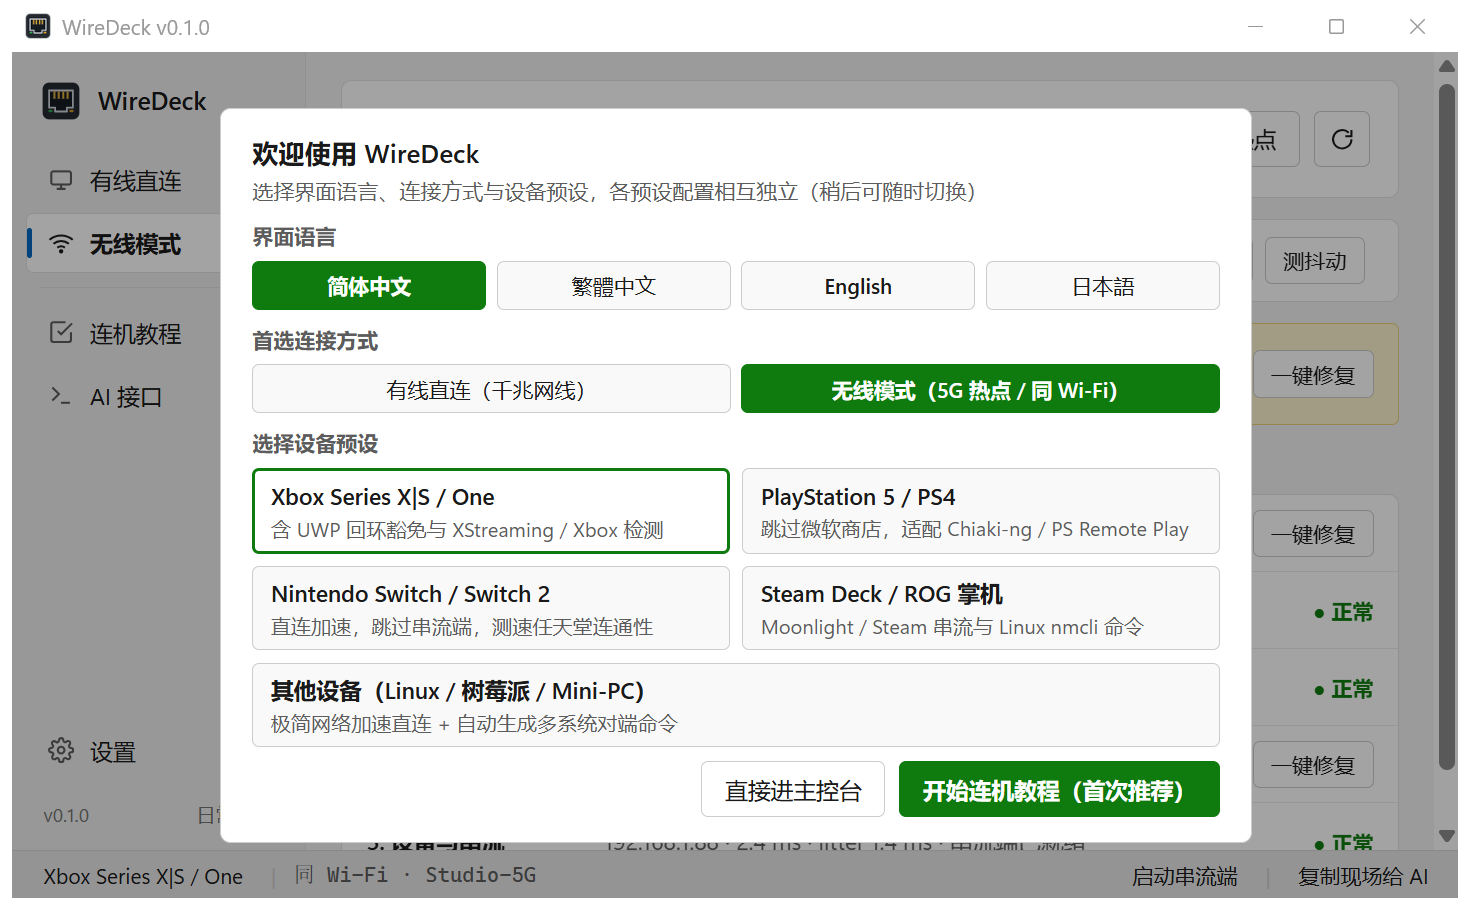 WireDeck v0.1.0
WireDeck
有线直连
无线模式
连机教程
AI 接口
设置
v0.1.0
点
测抖动
一键修复
一键修复
正常
正常
一键修复
正常
欢迎使用 WireDeck
选择界面语言、连接方式与设备预设，各预设配置相互独立（稍后可随时切换）
界面语言
简体中文
繁體中文
English
日本語
首选连接方式
有线直连（千兆网线）
无线模式（5G 热点 / 同 Wi-Fi）
选择设备预设
Xbox Series X|S / One
含 UWP 回环豁免与 XStreaming / Xbox 检测
PlayStation 5 / PS4
跳过微软商店，适配 Chiaki-ng / PS Remote Play
Nintendo Switch / Switch 2
直连加速，跳过串流端，测速任天堂连通性
Steam Deck / ROG 掌机
Moonlight / Steam 串流与 Linux nmcli 命令
其他设备（Linux / 树莓派 / Mini-PC）
极简网络加速直连 + 自动生成多系统对端命令
直接进主控台
开始连机教程（首次推荐）
Xbox Series X|S / One
同 Wi-Fi · Studio-5G
启动串流端
复制现场给 AI